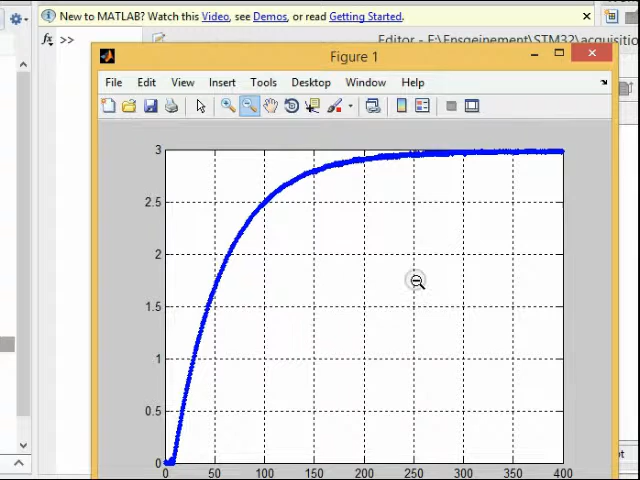 New to MATLAB? Watch this Video, see Demos, or read Getting Started.
fx >>
Editor - F:\Ensgeinement\STM32\acquisitio
Figure 1
File Edit View Insert Tools Desktop Window Help
3
2.5
2
1.5
1
0.5
0
0 50 100 150 200 250 300 350 400